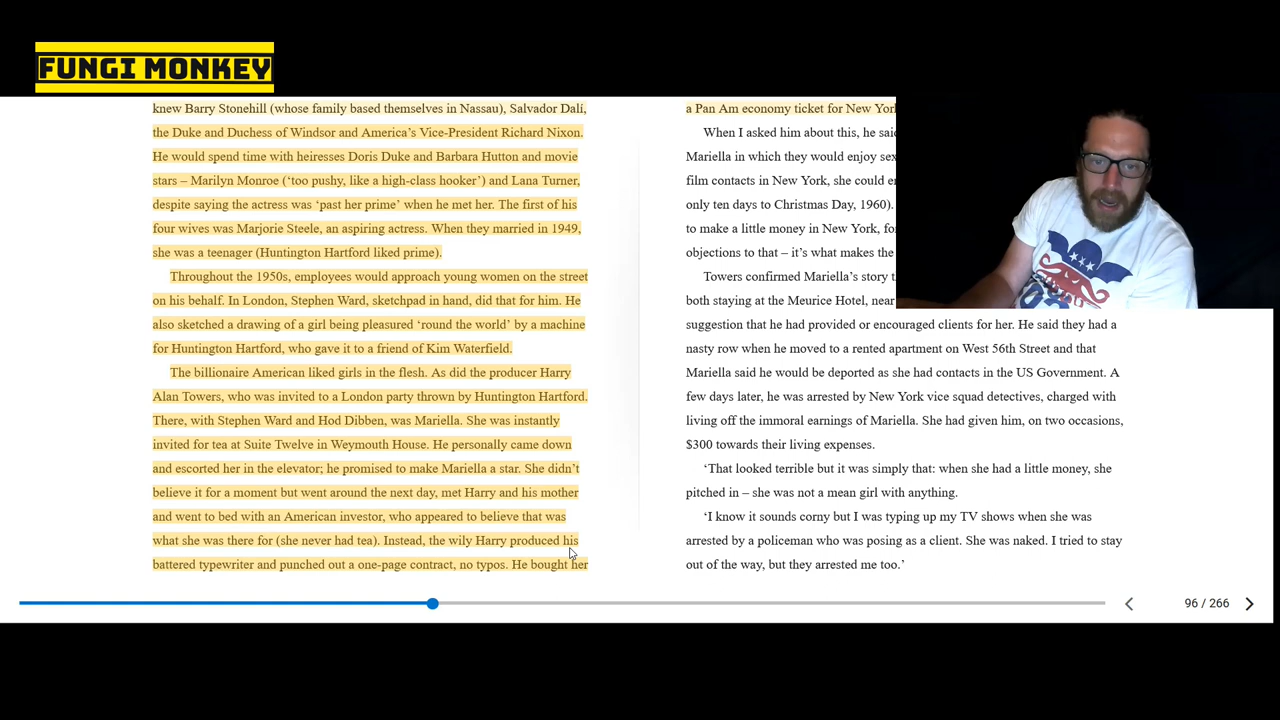 FUNGI MONKEY
knew Barry Stonehill (whose family based themselves in Nassau), Salvador Dalí,
the Duke and Duchess of Windsor and America’s Vice-President Richard Nixon.
He would spend time with heiresses Doris Duke and Barbara Hutton and movie
stars – Marilyn Monroe (‘too pushy, like a high-class hooker’) and Lana Turner,
despite saying the actress was ‘past her prime’ when he met her. The first of his
four wives was Marjorie Steele, an aspiring actress. When they married in 1949,
she was a teenager (Huntington Hartford liked prime).
Throughout the 1950s, employees would approach young women on the street
on his behalf. In London, Stephen Ward, sketchpad in hand, did that for him. He
also sketched a drawing of a girl being pleasured ‘round the world’ by a machine
for Huntington Hartford, who gave it to a friend of Kim Waterfield.
The billionaire American liked girls in the flesh. As did the producer Harry
Alan Towers, who was invited to a London party thrown by Huntington Hartford.
There, with Stephen Ward and Hod Dibben, was Mariella. She was instantly
invited for tea at Suite Twelve in Weymouth House. He personally came down
and escorted her in the elevator; he promised to make Mariella a star. She didn’t
believe it for a moment but went around the next day, met Harry and his mother
and went to bed with an American investor, who appeared to believe that was
what she was there for (she never had tea). Instead, the wily Harry produced his
battered typewriter and punched out a one-page contract, no typos. He bought her
a Pan Am economy ticket for New York
When I asked him about this, he said
Mariella in which they would enjoy sex
film contacts in New York, she could
only ten days to Christmas Day, 1960).
to make a little money in New York,
objections to that – it’s what makes the
Towers confirmed Mariella’s story
both staying at the Meurice Hotel, near
suggestion that he had provided or encouraged clients for her. He said they had a
nasty row when he moved to a rented apartment on West 56th Street and that
Mariella said he would be deported as she had contacts in the US Government. A
few days later, he was arrested by New York vice squad detectives, charged with
living off the immoral earnings of Mariella. She had given him, on two occasions,
$300 towards their living expenses.
‘That looked terrible but it was simply that: when she had a little money, she
pitched in – she was not a mean girl with anything.
‘I know it sounds corny but I was typing up my TV shows when she was
arrested by a policeman who was posing as a client. She was naked. I tried to stay
out of the way, but they arrested me too.’
96 / 266